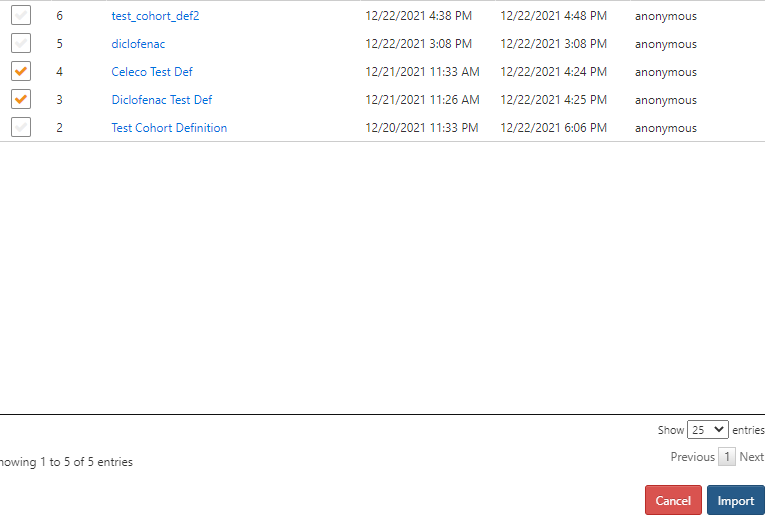 6 test_cohort_def2 12/22/2021 4:38 PM 12/22/2021 4:48 PM anonymous
5 diclofenac 12/22/2021 3:08 PM 12/22/2021 3:08 PM anonymous
4 Celeco Test Def 12/21/2021 11:33 AM 12/22/2021 4:24 PM anonymous
3 Diclofenac Test Def 12/21/2021 11:26 AM 12/22/2021 4:25 PM anonymous
2 Test Cohort Definition 12/20/2021 11:33 PM 12/22/2021 6:06 PM anonymous
Show 25 entries
Previous 1 Next
howing 1 to 5 of 5 entries
Cancel Import